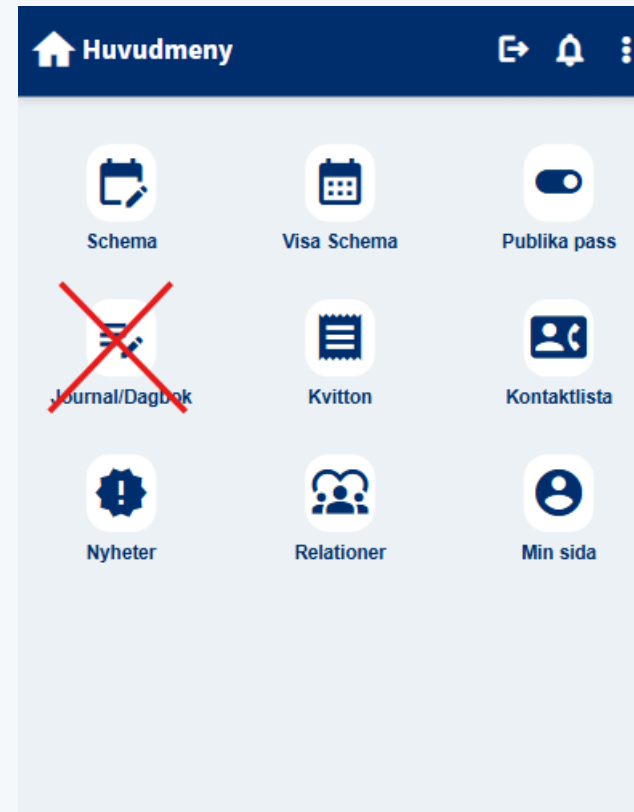 Huvudmeny
Schema
Visa Schema
Publika pass
Journal/Dagbok
Kvitton
Kontaktlista
Nyheter
Relationer
Min sida